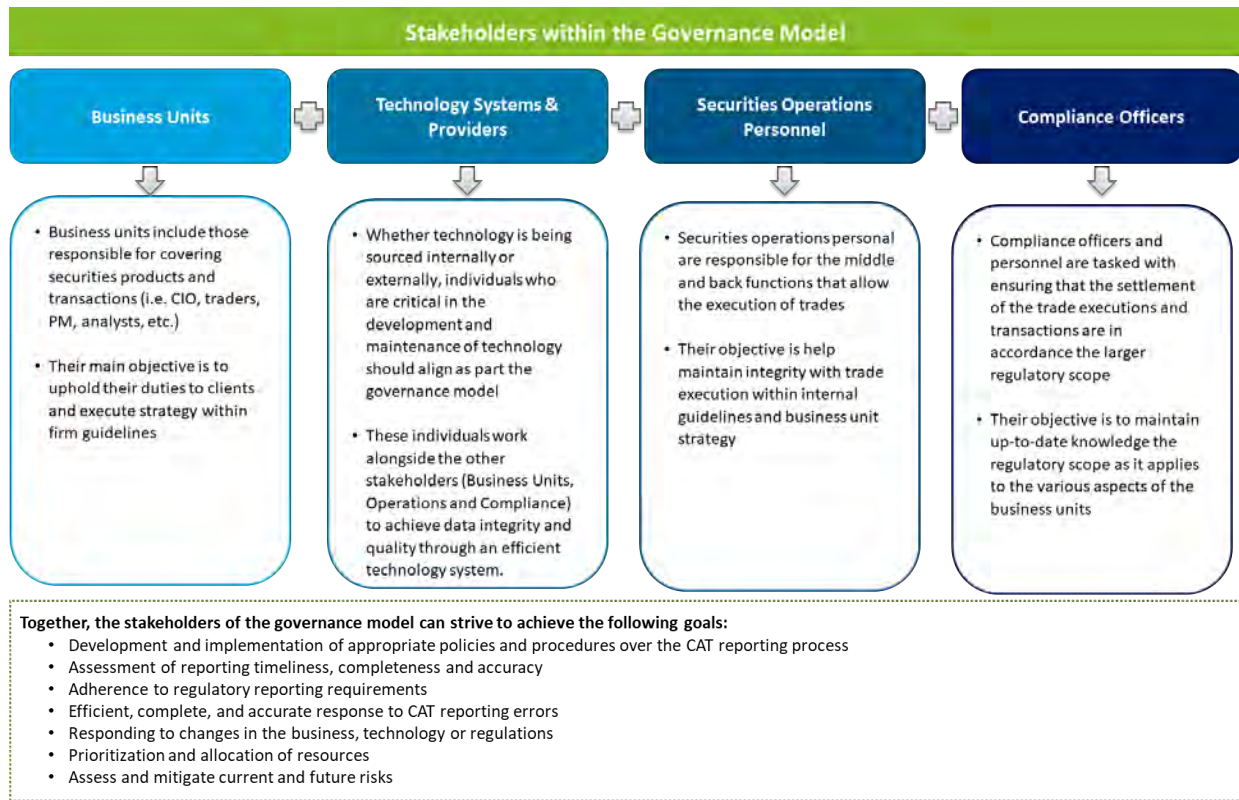 Stakeholders within the Governance Model
Business Units
Technology Systems &
Providers
Securities Operations
Personnel
Compliance Officers
• Business units include those
responsible for covering
securities products and
transactions (i.e. CIO, traders,
PM, analysts, etc.)
• Their main objective is to
uphold their duties to clients
and execute strategy within
firm guidelines
• Whether technology is being
sourced internally or
externally, individuals who
are critical in the
development and
maintenance of technology
should align as part the
governance model
• These individuals work
alongside the other
stakeholders (Business Units,
Operations and Compliance)
to achieve data integrity and
quality through an efficient
technology system.
• Securities operations personal
are responsible for the middle
and back functions that allow
the execution of trades
• Their objective is help
maintain integrity with trade
execution within internal
guidelines and business unit
strategy
• Compliance officers and
personnel are tasked with
ensuring that the settlement
of the trade executions and
transactions are in
accordance the larger
regulatory scope
• Their objective is to maintain
up-to-date knowledge the
regulatory scope as it applies
to the various aspects of the
business units
Together, the stakeholders of the governance model can strive to achieve the following goals:
• Development and implementation of appropriate policies and procedures over the CAT reporting process
• Assessment of reporting timeliness, completeness and accuracy
• Adherence to regulatory reporting requirements
• Efficient, complete, and accurate response to CAT reporting errors
• Responding to changes in the business, technology or regulations
• Prioritization and allocation of resources
• Assess and mitigate current and future risks